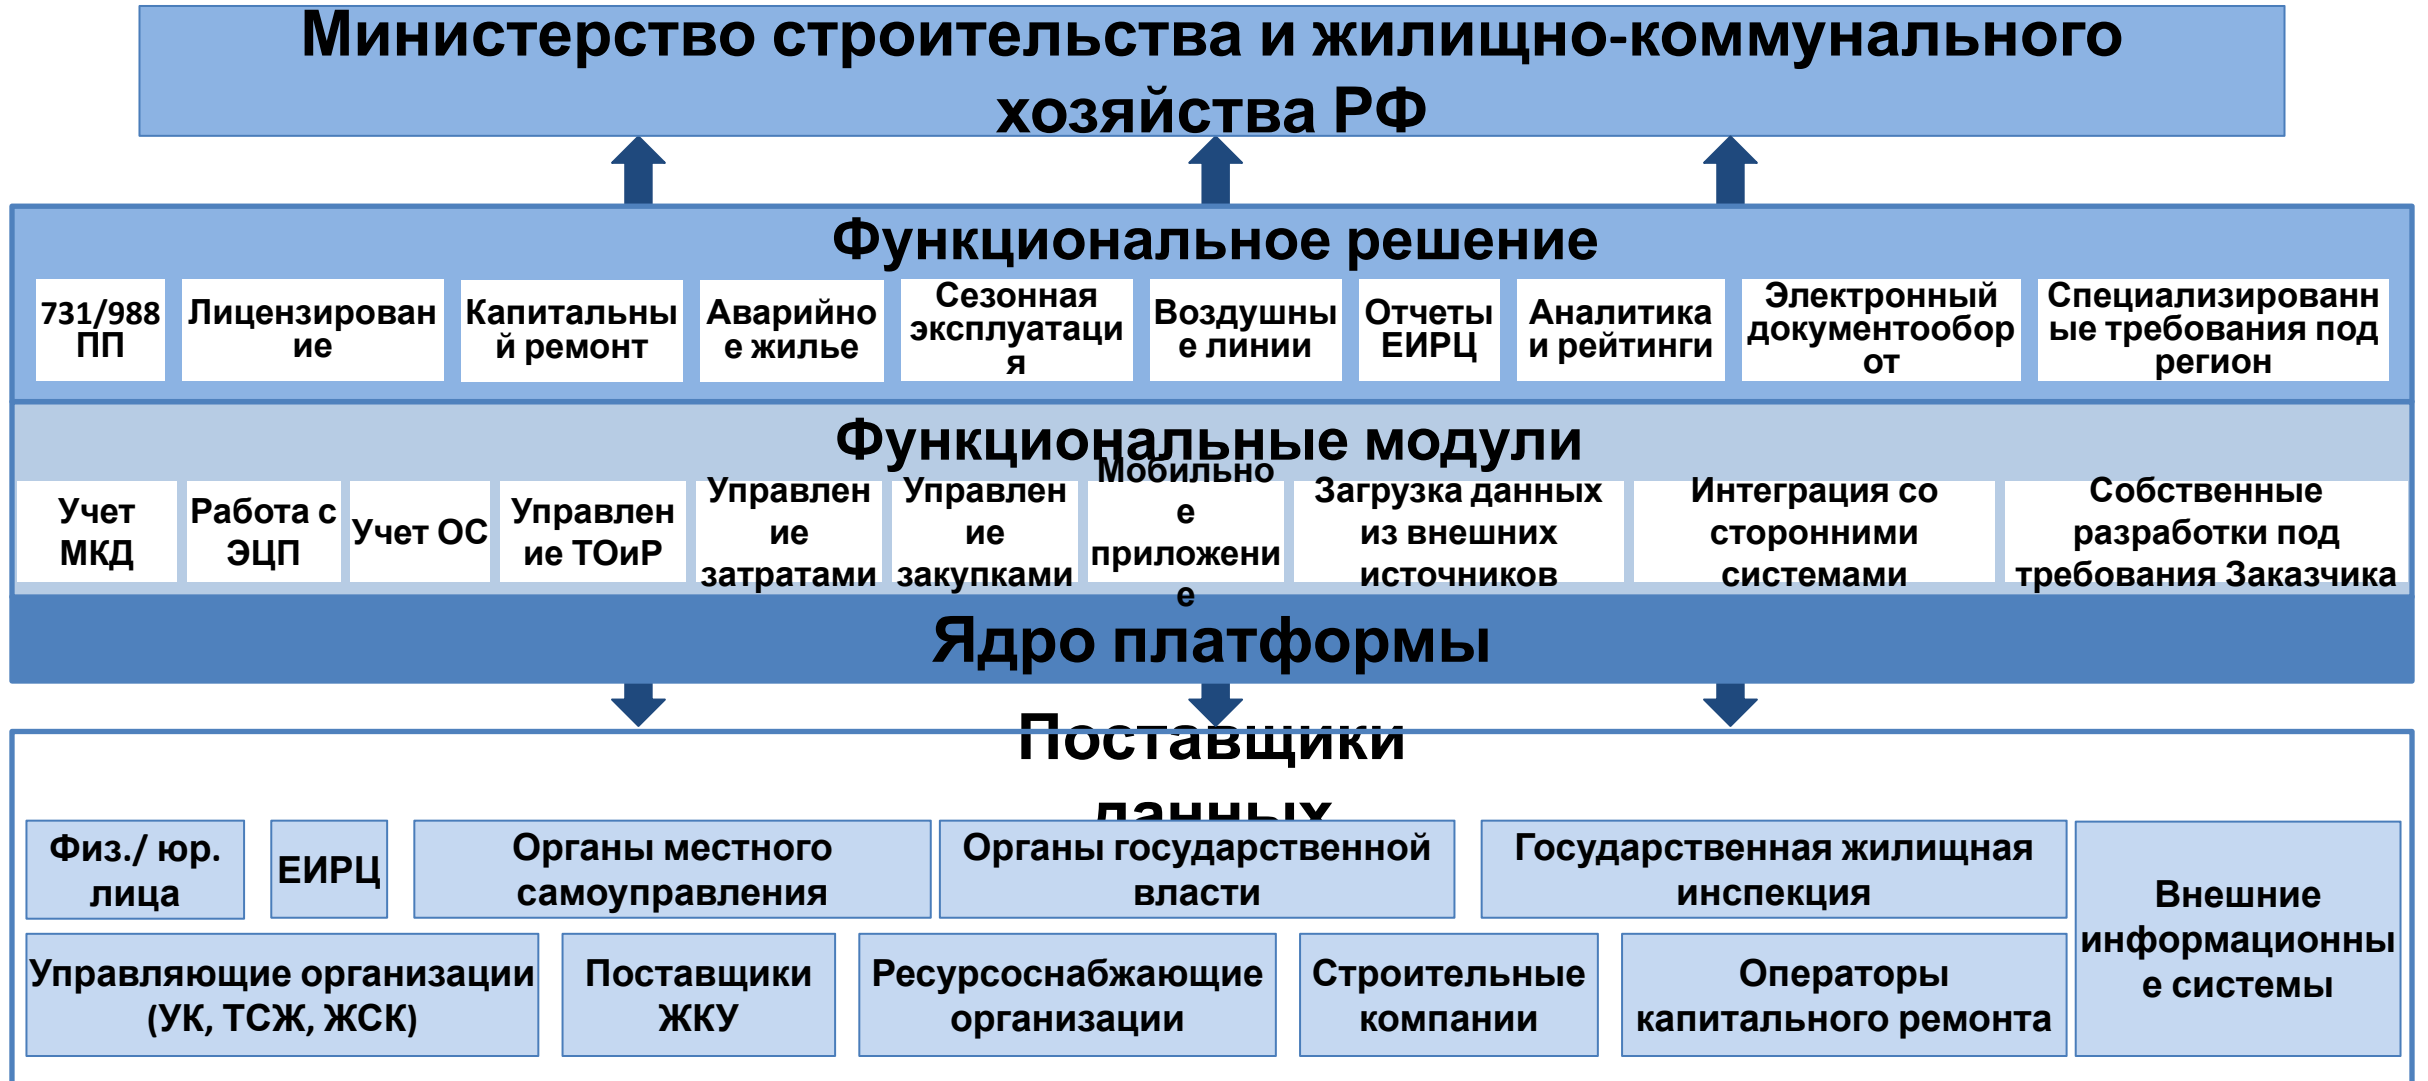 Министерство строительства и жилищно-коммунального
хозяйства РФ
Функциональное решение
731/988
ПП
Лицензирован
ие
Капитальны
й ремонт
Аварийно
е жилье
Сезонная
эксплуатаци
я
Воздушны
е линии
Отчеты
ЕИРЦ
Аналитика
и рейтинги
Электронный
документообор
от
Специализированн
ые требования под
регион
Функциональные модули
Учет
МКД
Работа с
ЭЦП
Учет ОС
Управлен
ие ТОиР
Управлен
ие
затратами
Управлен
ие
закупками
Мобильно
е
приложени
е
Загрузка данных
из внешних
источников
Интеграция со
сторонними
системами
Собственные
разработки под
требования Заказчика
Ядро платформы
Поставщики
данных
Физ./ юр.
лица
ЕИРЦ
Органы местного
самоуправления
Органы государственной
власти
Государственная жилищная
инспекция
Внешние
информационны
е системы
Управляющие организации
(УК, ТСЖ, ЖСК)
Поставщики
ЖКУ
Ресурсоснабжающие
организации
Строительные
компании
Операторы
капитального ремонта